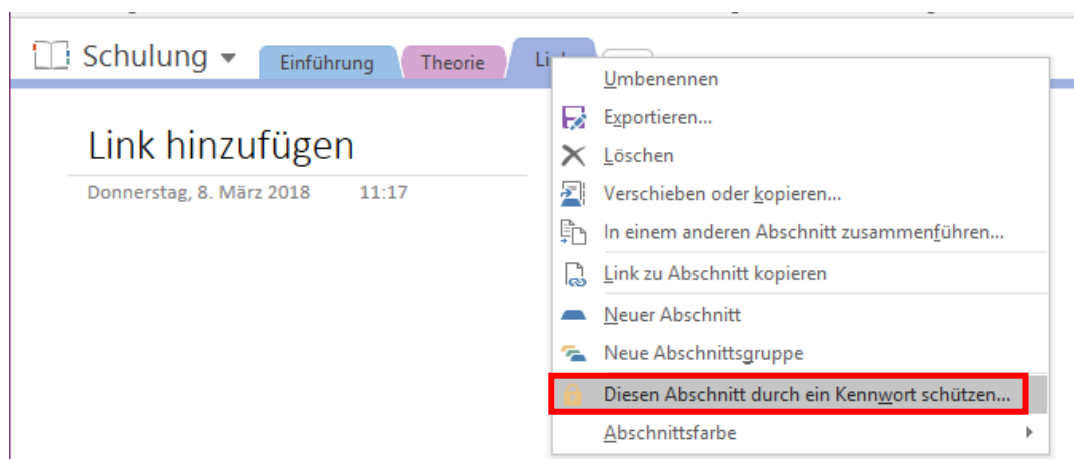 Schulung
Einführung
Theorie
Umbenennen
Link hinzufügen
Exportieren...
Löschen
Donnerstag, 8. März 2018 11:17
Verschieben oder kopieren...
In einem anderen Abschnitt zusammenführen...
Link zu Abschnitt kopieren
Neuer Abschnitt
Neue Abschnittsgruppe
Diesen Abschnitt durch ein Kennwort schützen...
Abschnittsfarbe